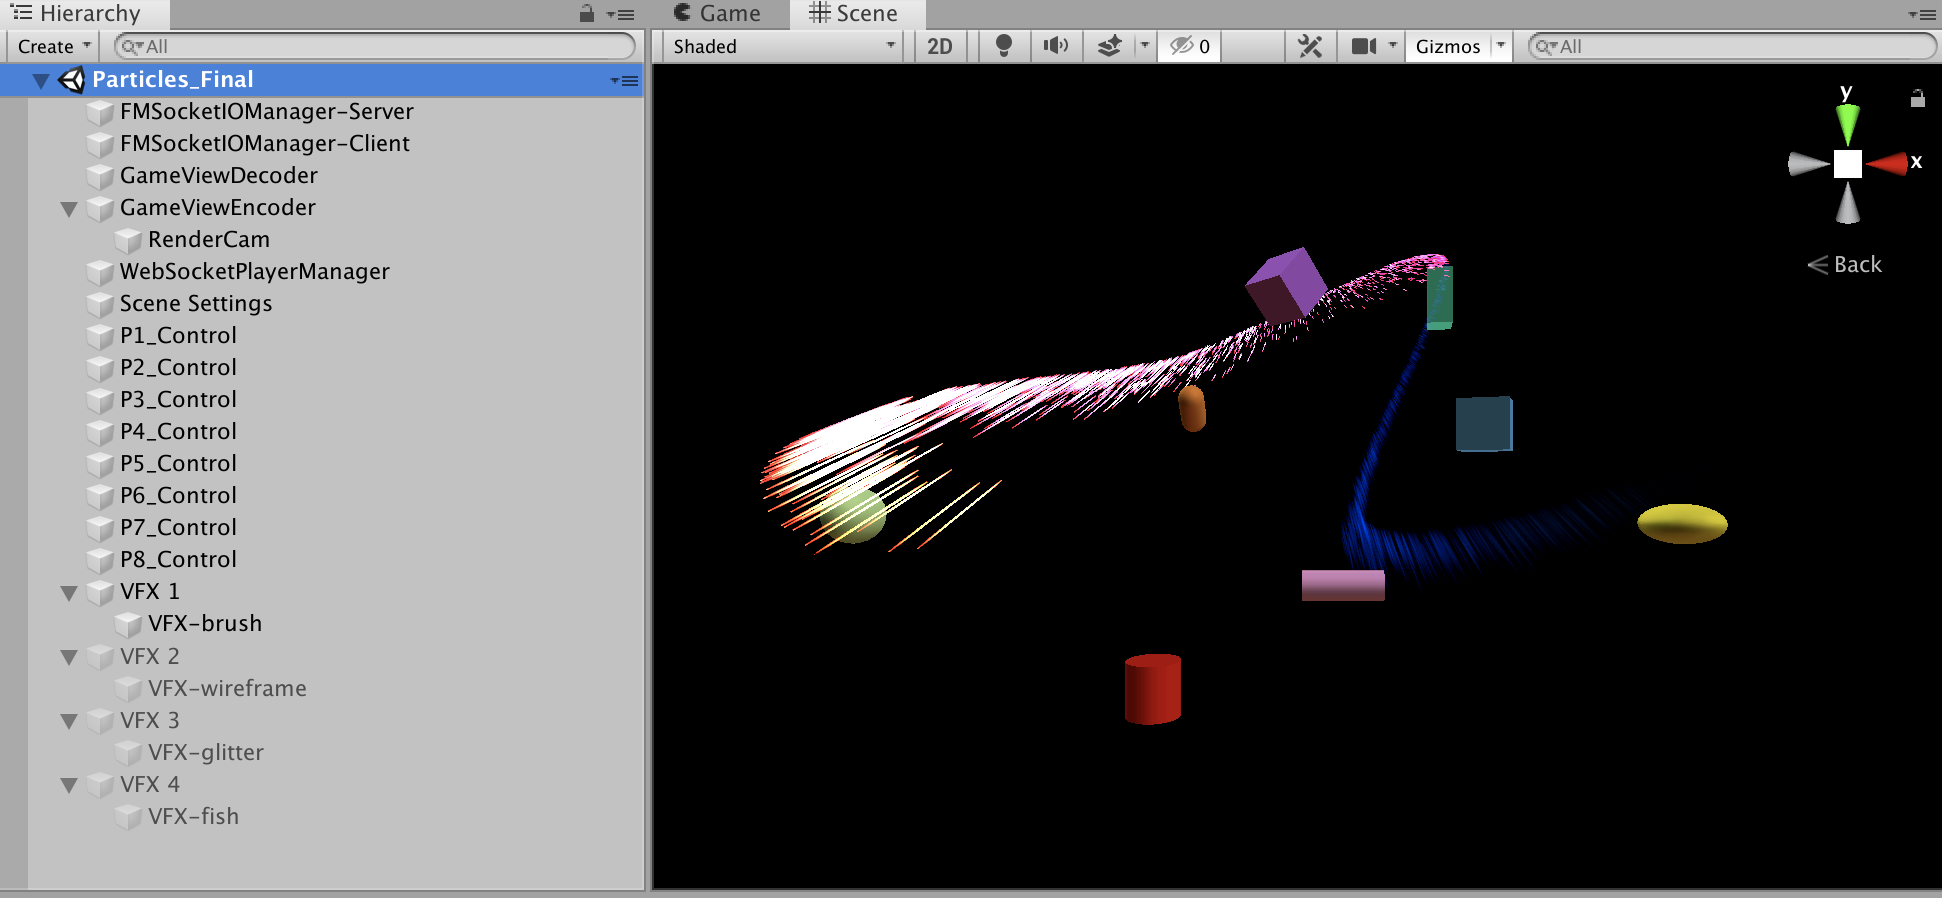 Hierarchy
Create
All
Particles_Final
FMSocketIOManager-Server
FMSocketIOManager-Client
GameViewDecoder
GameViewEncoder
RenderCam
WebSocketPlayerManager
Scene Settings
P1_Control
P2_Control
P3_Control
P4_Control
P5_Control
P6_Control
P7_Control
P8_Control
VFX 1
VFX-brush
VFX 2
VFX-wireframe
VFX 3
VFX-glitter
VFX 4
VFX-fish
Game
Scene
Shaded
2D
0
Gizmos
All
y
x
Back